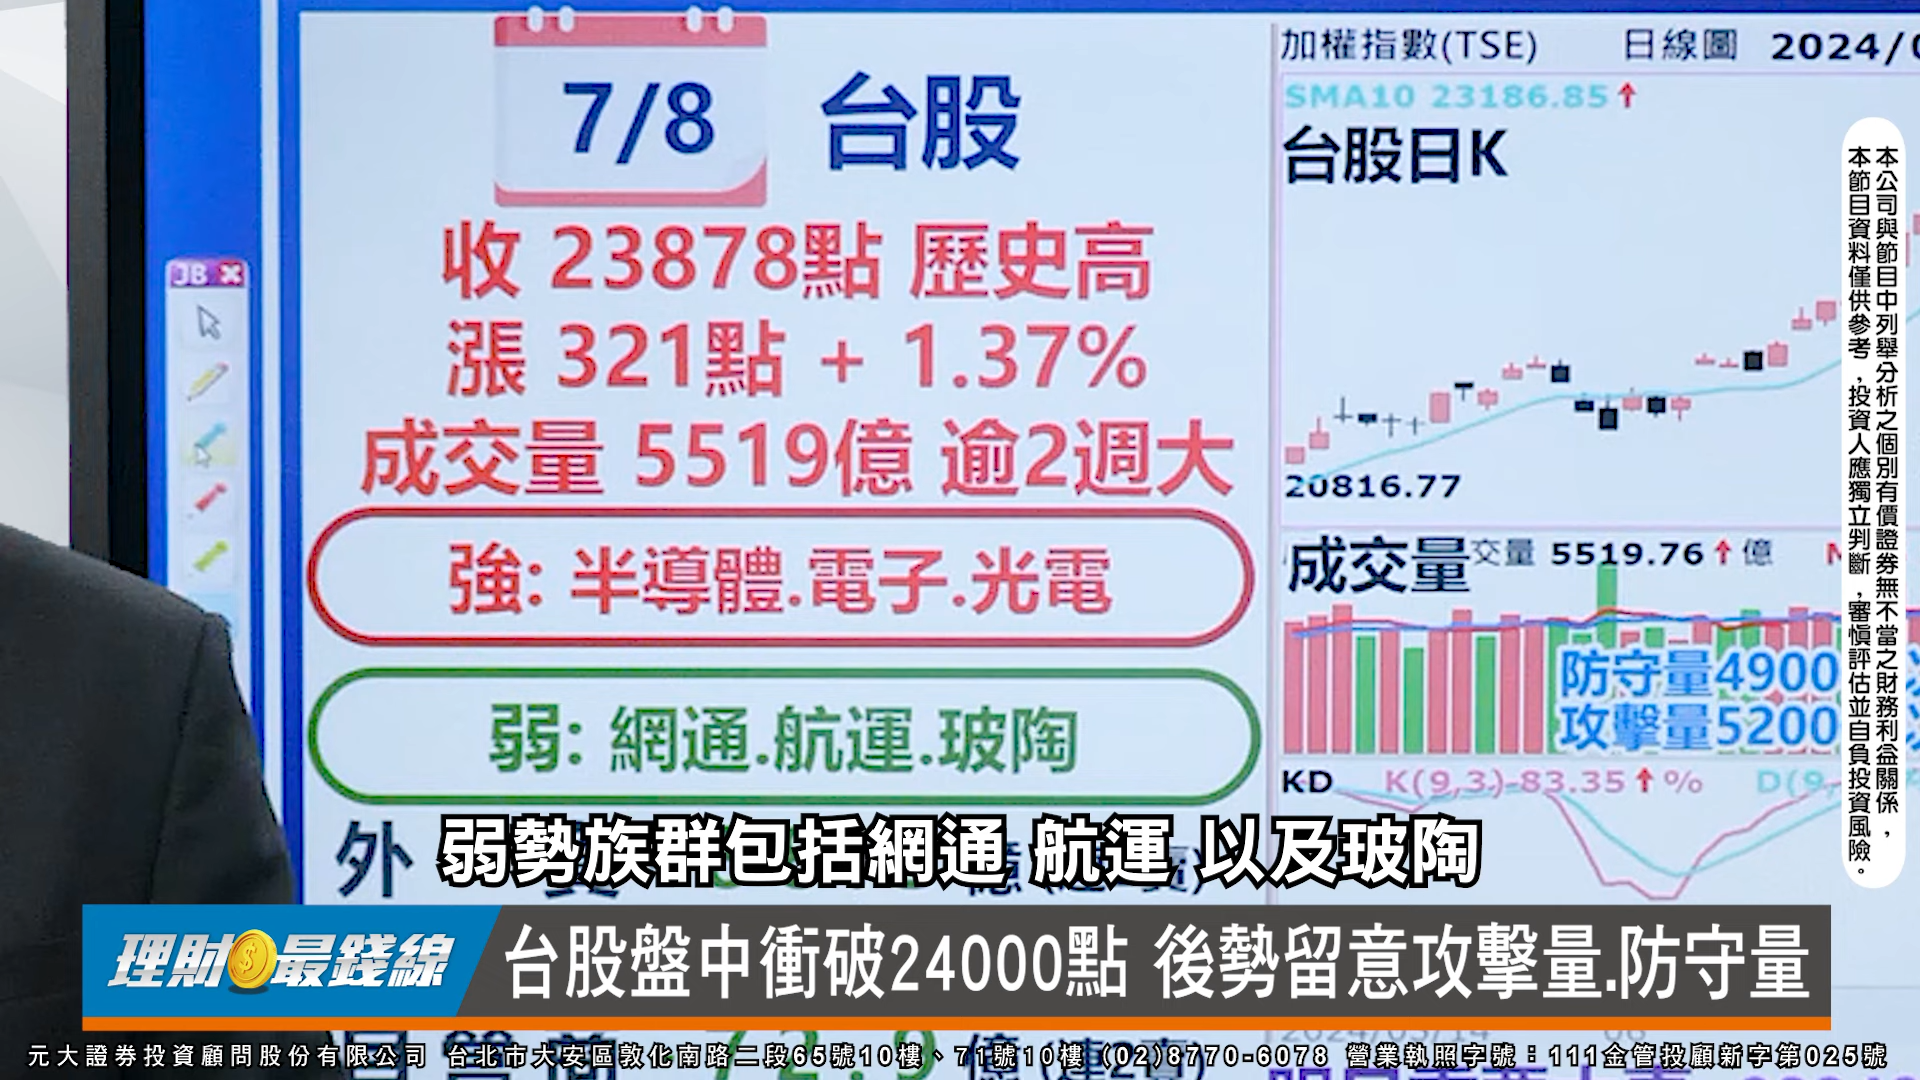 7/8 台股
收 23878點 歷史高
漲 321點 + 1.37%
成交量 5519億 逾2週大
強: 半導體.電子.光電
弱: 網通.航運.玻陶
外
JB
加權指數(TSE) 日線圖 2024/0
SMA10 23186.85
台股日K
20816.77
成交量 交量 5519.76 億
防守量4900
攻擊量5200
KD K(9,3) 83.35 % D(9,
本公司與節目中列舉分析之個別有價證券無不當之財務利益關係，
本節目資料僅供參考，投資人應獨立判斷，審慎評估並自負投資風險。
弱勢族群包括網通 航運 以及玻陶
理財最錢線
台股盤中衝破24000點 後勢留意攻擊量.防守量
元大證券投資顧問股份有限公司 台北市大安區敦化南路二段65號10樓、71號10樓 (02)8770-6078 營業執照字號：111金管投顧新字第025號